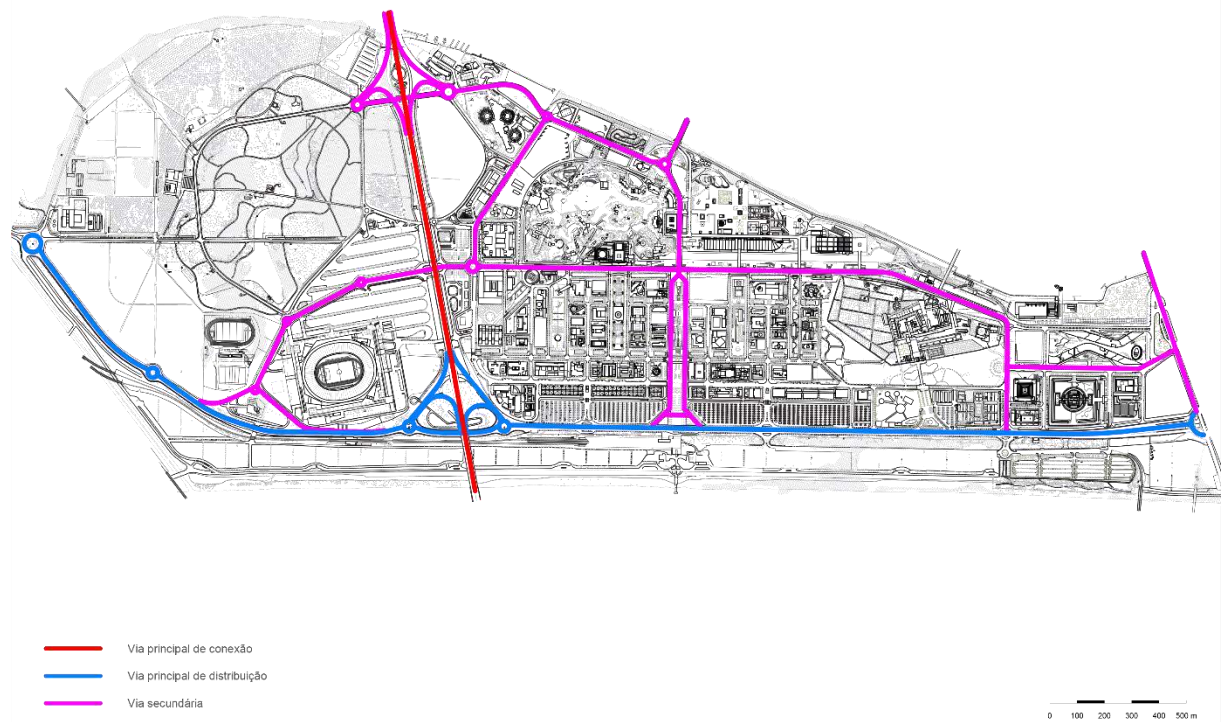 Via principal de conexão
Via principal de distribuição
Via secundária
0 100 200 300 400 500 m